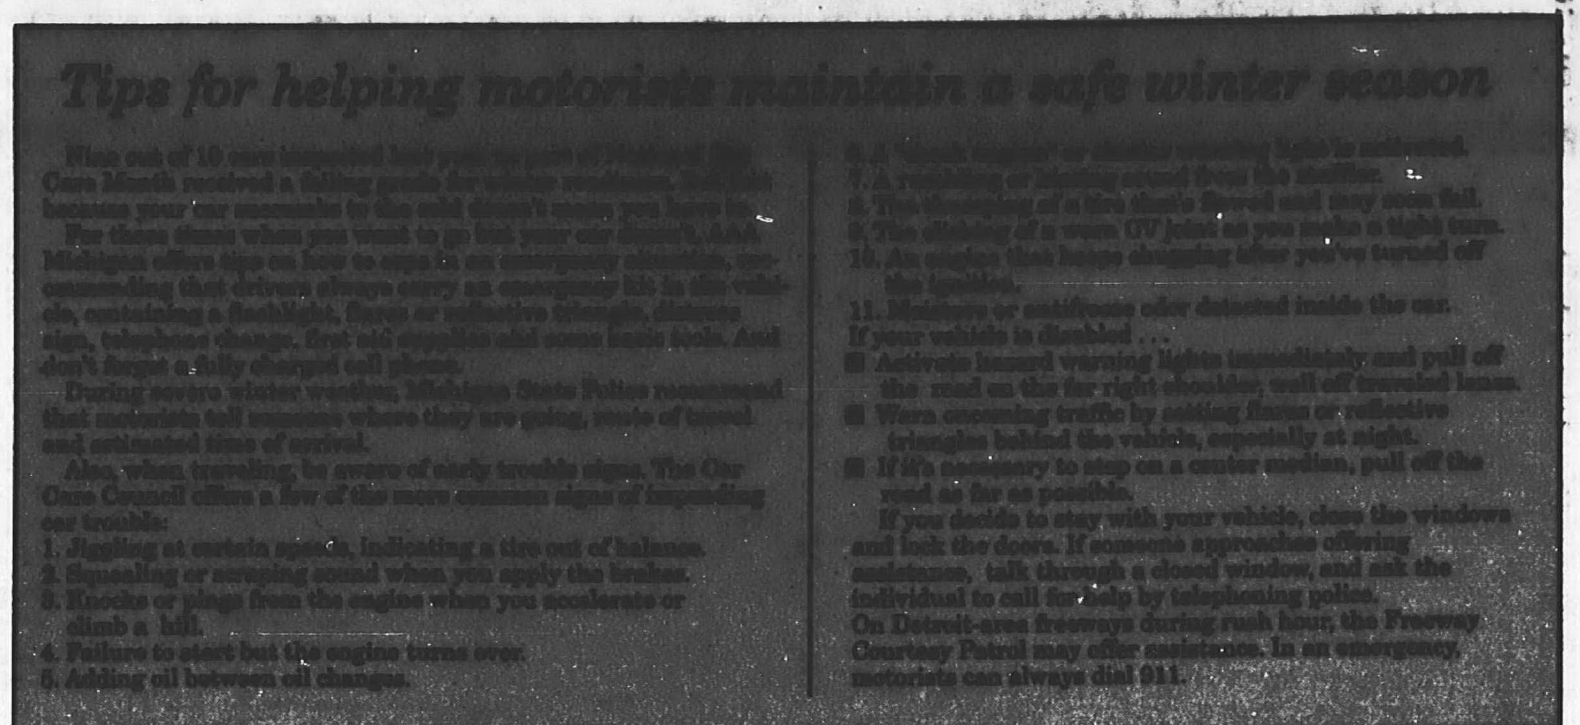 Tips for helping motorists maintain a safe winter season
Nine out of 10 cars inspected last year as part of National
Care Month received a failing grade for winter readiness.
because your car succumbs to the cold doesn't mean you have to.
For those times when you want to go but your car doesn't, AAA
Michigan offers tips on how to cope in an emergency situation, rec-
ommending that drivers always carry an emergency kit in the vehi-
cle, containing a flashlight, flares or reflective triangle, distress
sign, telephone change, first aid supplies and some basic tools. And
don't forget a fully charged cell phone.
During severe winter weather, Michigan State Police recommend
that motorists tell someone where they are going, route of travel
and estimated time of arrival.
Also, when traveling, be aware of early trouble signs. The Car
Care Council offers a few of the more common signs of impending
car trouble:
1. Jiggling at certain speeds, indicating a tire out of balance.
2. Squealing or scraping sound when you apply the brakes.
3. Knocks or pings from the engine when you accelerate or
climb a hill.
4. Failure to start but the engine turns over.
5. Adding oil between oil changes.
6. A "check engine" or similar warning light is activated.
7. A rumbling or hissing sound from the muffler.
8. The thumping of a tire that's flawed and may soon fail.
9. The clicking of a worn CV joint as you make a tight turn.
10. An engine that keeps chugging after you've turned off
the ignition.
11. Moisture or antifreeze odor detected inside the car.
If your vehicle is disabled . . .
■ Activate hazard warning lights immediately and pull off
the road on the far right shoulder, well off traveled lanes.
■ Warn oncoming traffic by setting flares or reflective
triangles behind the vehicle, especially at night.
■ If it's necessary to stop on a center median, pull off the
road as far as possible.
If you decide to stay with your vehicle, close the windows
and lock the doors. If someone approaches offering
assistance, talk through a closed window, and ask the
individual to call for help by telephoning police.
On Detroit-area freeways during rush hour, the Freeway
Courtesy Patrol may offer assistance. In an emergency,
motorists can always dial 911.